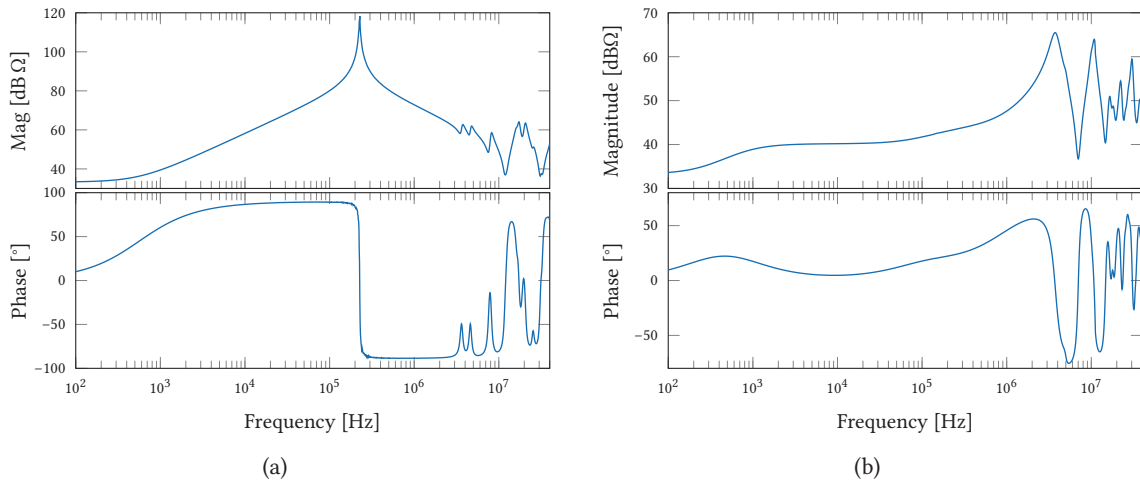 120
100
80
60
40
Mag [dB Ω]
100
50
0
−50
−100
Phase [°]
10² 10³ 10⁴ 10⁵ 10⁶ 10⁷
Frequency [Hz]
(a)
70
60
50
40
30
Magnitude [dBΩ]
50
0
−50
Phase [°]
10² 10³ 10⁴ 10⁵ 10⁶ 10⁷
Frequency [Hz]
(b)